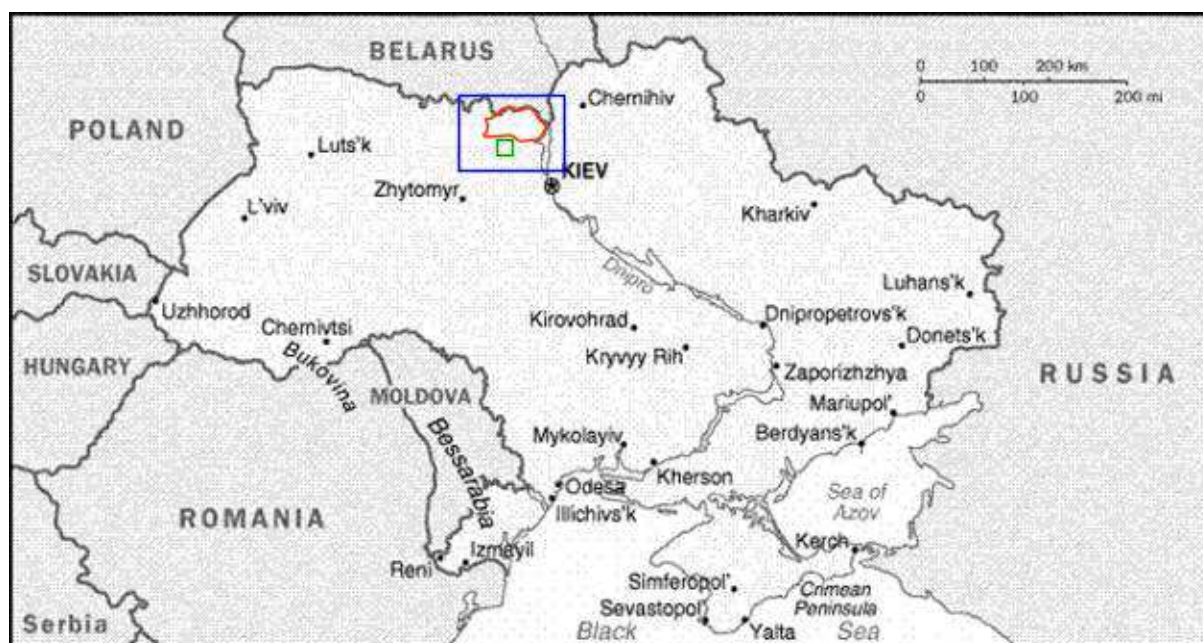 BELARUS
0 100 200 km
0 100 200 mi
Chernihiv
POLAND
Luts'k
KIEV
Zhytomyr
L'viv
Kharkiv
SLOVAKIA
Dnipro
Luhans'k
Uzhhorod
Chernivtsi
Kirovohrad
Dnipropetrovs'k
Donets'k
Kryvyy Rih
HUNGARY
Bukovina
MOLDOVA
Zaporizhzhya
RUSSIA
Mariupol'
Bessarabia
Mykolayiv
Berdyans'k
Kherson
Odesa
Illichivs'k
Sea of
Azov
ROMANIA
Kerch
Izmayil
Reni
Simferopol'
Crimean
Peninsula
Sevastopol'
Serbia
Black Sea
Yalta